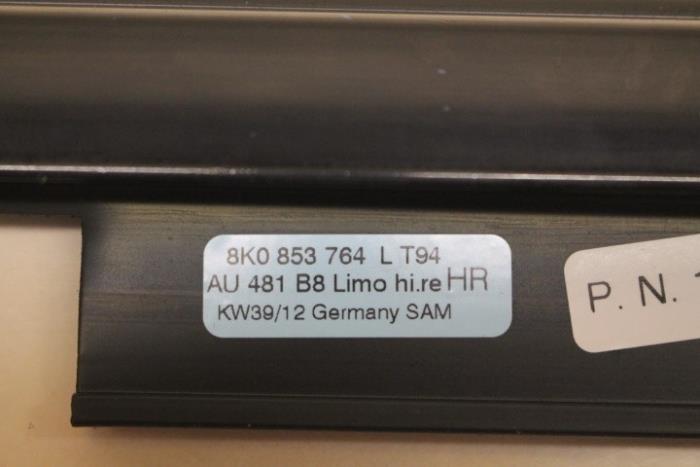 8K0 853 764 L T94
AU 481 B8 Limo hi.re HR
KW39/12 Germany SAM
P. N.